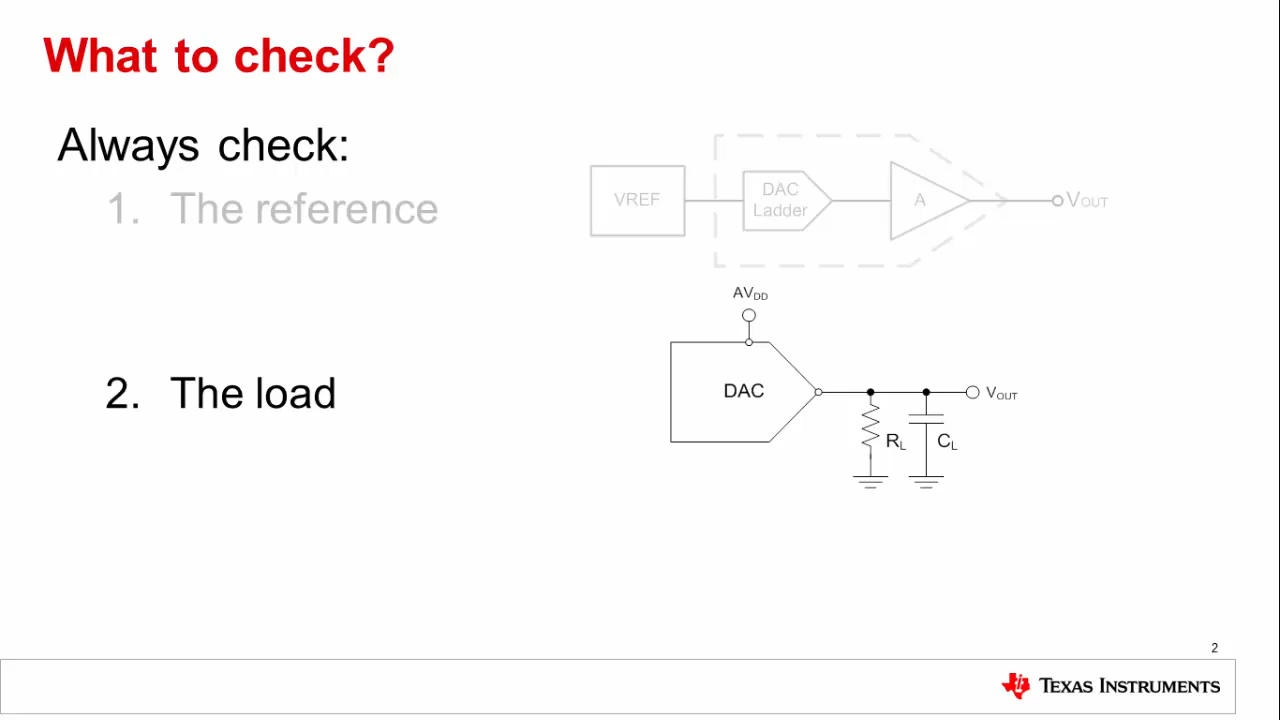 What to check?
Always check:
1. The reference
VREF
DAC
Ladder
A
VOUT
AVDD
2. The load
DAC
VOUT
RL
CL
2
TEXAS INSTRUMENTS